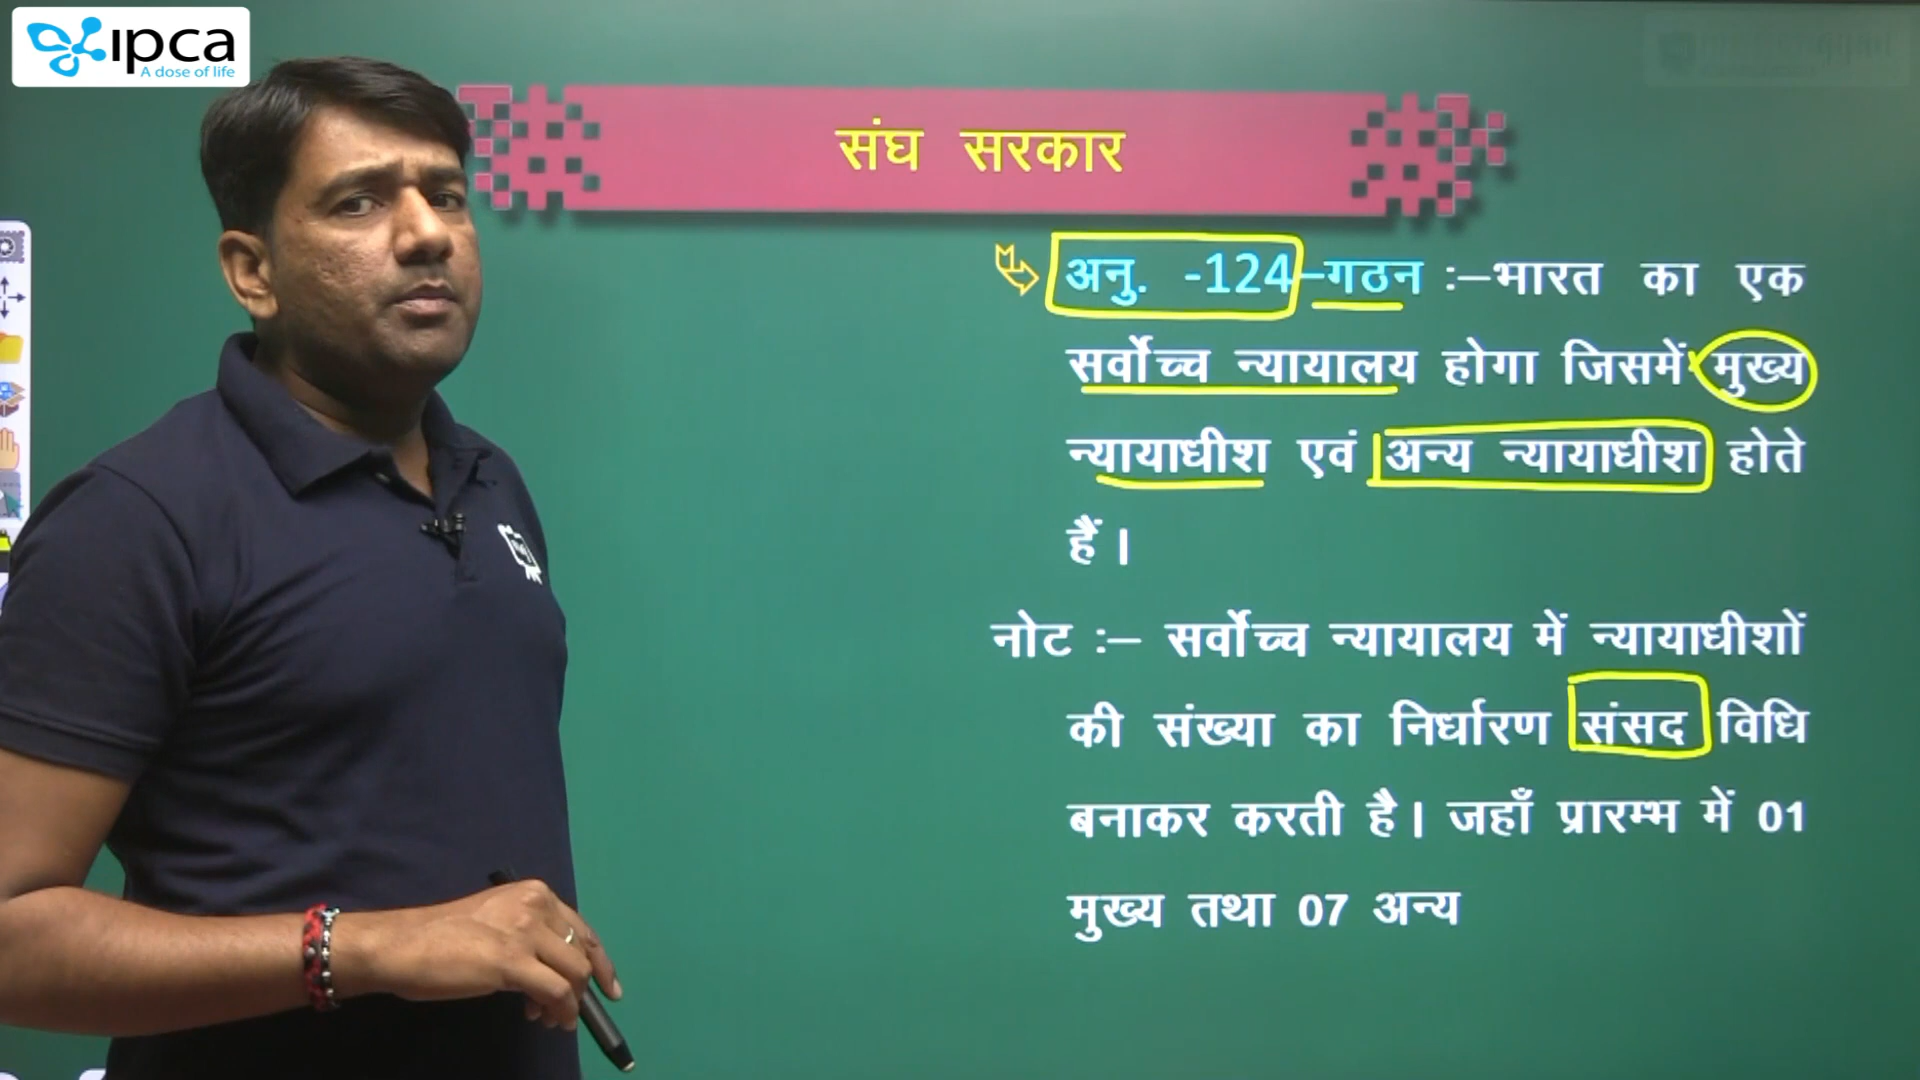 ipca
A dose of life
संघ सरकार
अनु. -124–गठन :–भारत का एक
सर्वोच्च न्यायालय होगा जिसमें मुख्य
न्यायाधीश एवं अन्य न्यायाधीश होते
हैं।
नोट :– सर्वोच्च न्यायालय में न्यायाधीशों
की संख्या का निर्धारण संसद विधि
बनाकर करती है। जहाँ प्रारम्भ में 01
मुख्य तथा 07 अन्य